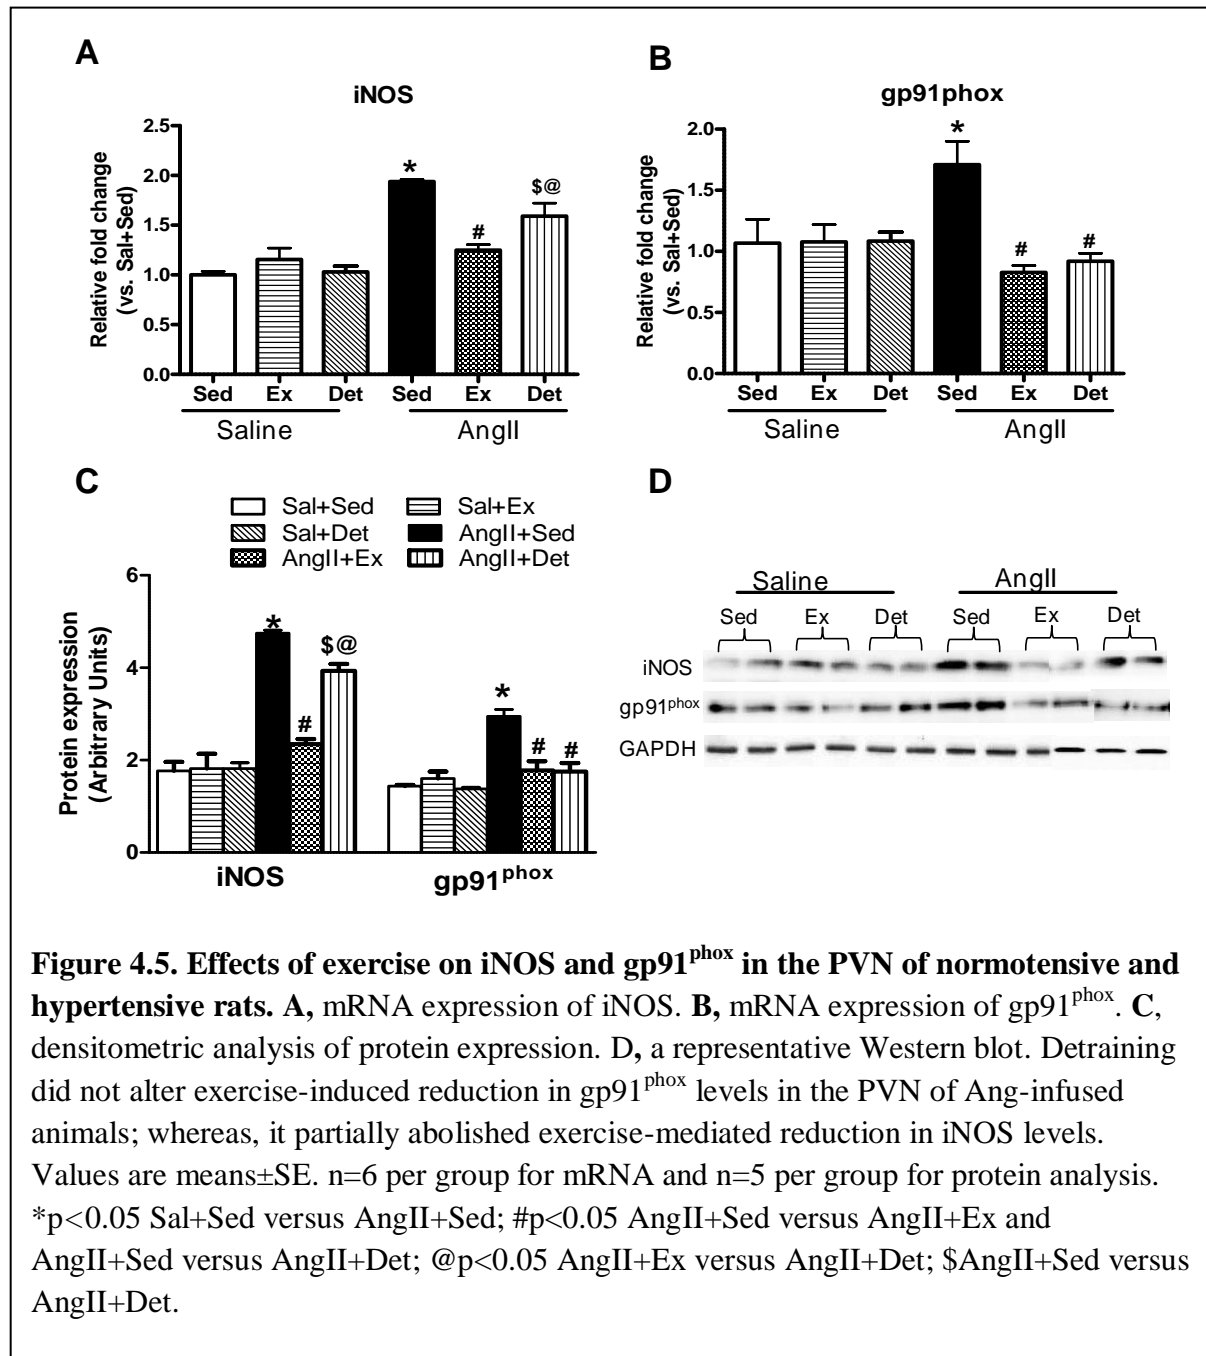 A
iNOS
Relative fold change
(vs. Sal+Sed)
2.5
2.0
1.5
1.0
0.5
0.0
*
#
$@
Sed Ex Det Sed Ex Det
Saline AngII
B
gp91phox
Relative fold change
(vs. Sal+Sed)
2.0
1.5
1.0
0.5
0.0
*
#
#
Sed Ex Det Sed Ex Det
Saline AngII
C
Sal+Sed Sal+Ex
Sal+Det AngII+Sed
AngII+Ex AngII+Det
Protein expression
(Arbitrary Units)
6
4
2
0
*
#
$@
*
#
#
iNOS gp91phox
D
Saline AngII
Sed Ex Det Sed Ex Det
iNOS
gp91phox
GAPDH
Figure 4.5. Effects of exercise on iNOS and gp91phox in the PVN of normotensive and
hypertensive rats. A, mRNA expression of iNOS. B, mRNA expression of gp91phox. C,
densitometric analysis of protein expression. D, a representative Western blot. Detraining
did not alter exercise-induced reduction in gp91phox levels in the PVN of Ang-infused
animals; whereas, it partially abolished exercise-mediated reduction in iNOS levels.
Values are means±SE. n=6 per group for mRNA and n=5 per group for protein analysis.
*p<0.05 Sal+Sed versus AngII+Sed; #p<0.05 AngII+Sed versus AngII+Ex and
AngII+Sed versus AngII+Det; @p<0.05 AngII+Ex versus AngII+Det; $AngII+Sed versus
AngII+Det.